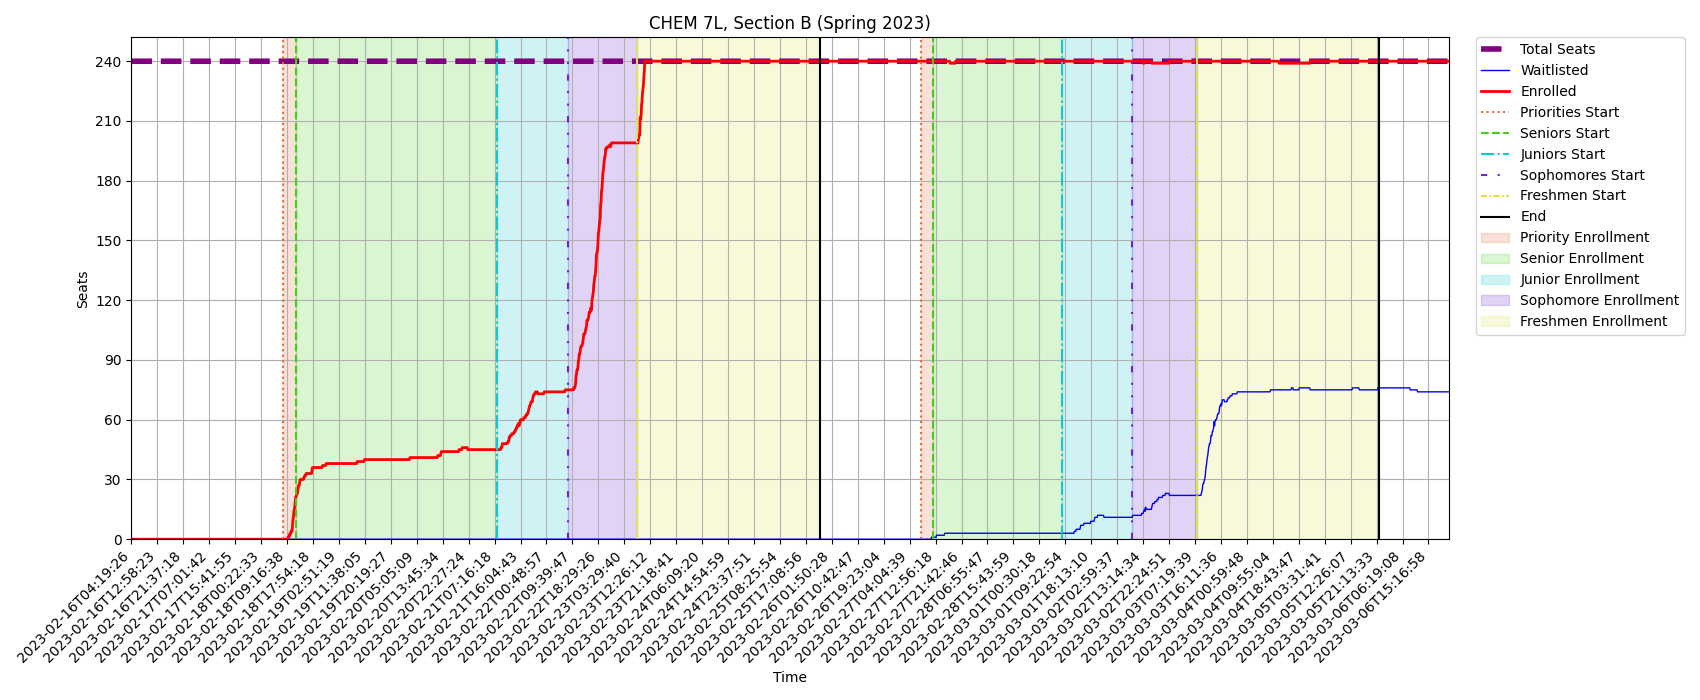 CHEM 7L, Section B (Spring 2023)
Total Seats
Waitlisted
Enrolled
Priorities Start
Seniors Start
Juniors Start
Sophomores Start
Freshmen Start
End
Priority Enrollment
Senior Enrollment
Junior Enrollment
Sophomore Enrollment
Freshmen Enrollment
Seats
240
210
180
150
120
90
60
30
0
2023-02-16T04:19:26
2023-02-16T12:58:23
2023-02-16T21:37:18
2023-02-17T07:01:42
2023-02-17T15:41:55
2023-02-18T00:22:33
2023-02-18T09:16:38
2023-02-18T17:54:18
2023-02-19T02:51:19
2023-02-19T11:38:05
2023-02-19T20:19:27
2023-02-20T05:05:09
2023-02-20T13:45:34
2023-02-20T22:27:24
2023-02-21T07:16:18
2023-02-21T16:04:43
2023-02-22T00:48:57
2023-02-22T09:39:47
2023-02-22T18:29:26
2023-02-23T03:29:40
2023-02-23T12:26:12
2023-02-23T21:18:41
2023-02-24T06:09:20
2023-02-24T14:54:59
2023-02-24T23:37:51
2023-02-25T08:25:54
2023-02-25T17:08:56
2023-02-26T01:50:28
2023-02-26T10:42:47
2023-02-26T19:23:04
2023-02-27T04:04:39
2023-02-27T12:56:18
2023-02-27T21:42:46
2023-02-28T06:55:47
2023-02-28T15:43:59
2023-03-01T00:30:18
2023-03-01T09:22:54
2023-03-01T18:13:10
2023-03-02T02:59:37
2023-03-02T13:14:34
2023-03-02T22:24:51
2023-03-03T07:19:39
2023-03-03T16:11:36
2023-03-04T00:59:48
2023-03-04T09:55:04
2023-03-04T18:43:47
2023-03-05T03:31:41
2023-03-05T12:26:07
2023-03-05T21:13:33
2023-03-06T06:19:08
2023-03-06T15:16:58
Time